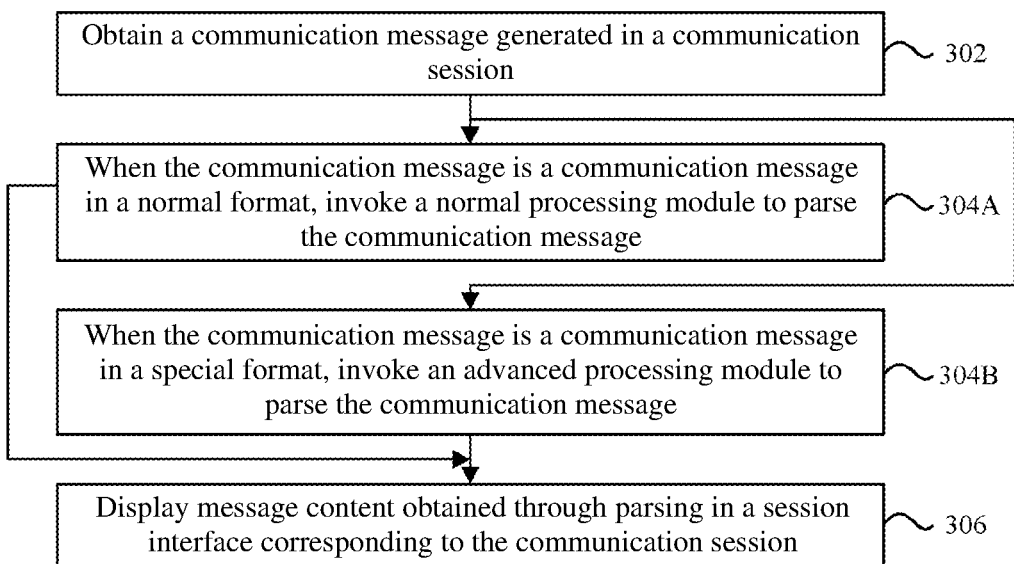 Obtain a communication message generated in a communication
session
302
When the communication message is a communication message
in a normal format, invoke a normal processing module to parse
the communication message
304A
When the communication message is a communication message
in a special format, invoke an advanced processing module to
parse the communication message
304B
Display message content obtained through parsing in a session
interface corresponding to the communication session
306